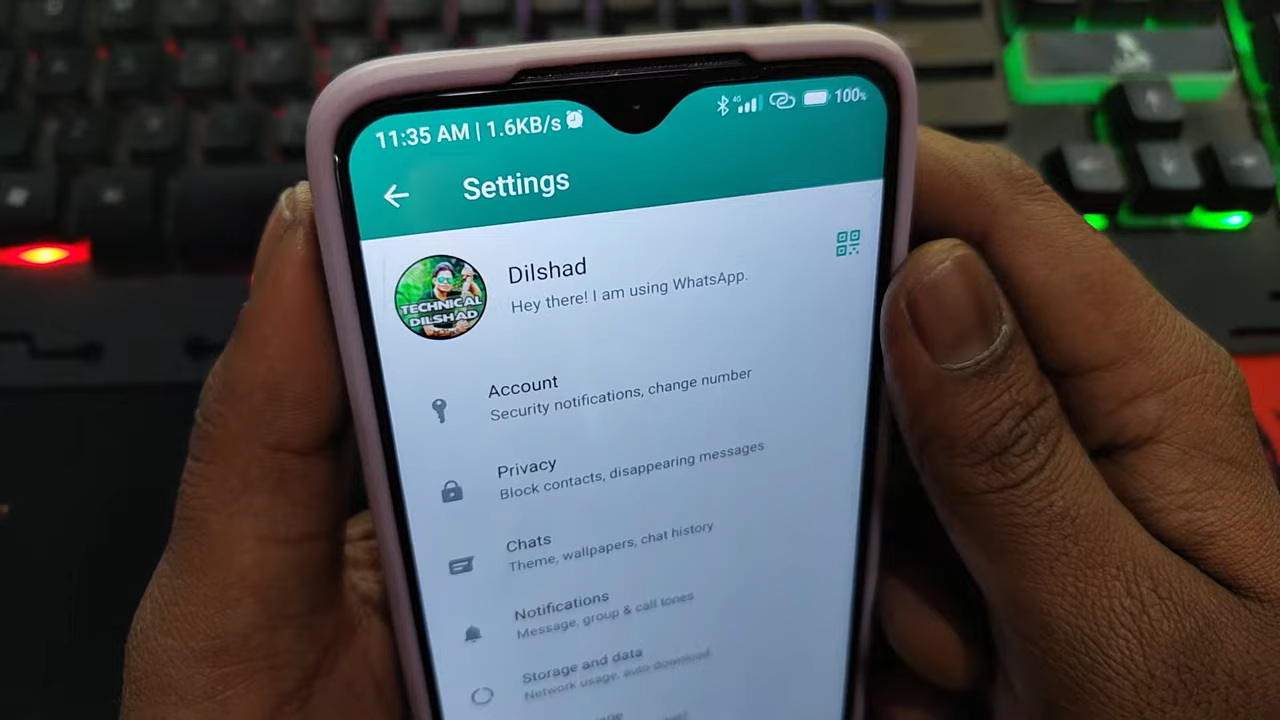 11:35 AM | 1.6KB/s
4G
100%
Settings
Dilshad
Hey there! I am using WhatsApp.
TECHNICAL
DILSHAD
Account
Security notifications, change number
Privacy
Block contacts, disappearing messages
Chats
Theme, wallpapers, chat history
Notifications
Message, group & call tones
Storage and data
Network usage, auto-download